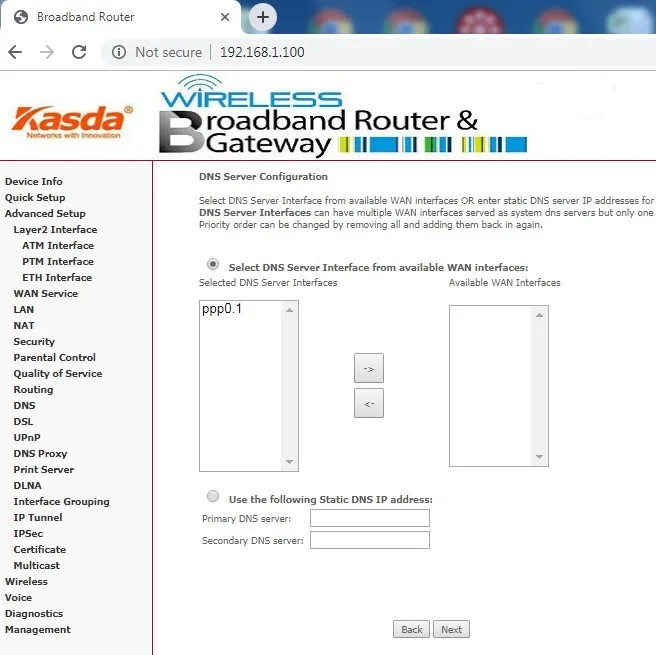 Broadband Router
Not secure | 192.168.1.100
Kasda®
Networks with Innovation
WIRELESS
Broadband Router &
Gateway
Device Info
Quick Setup
Advanced Setup
Layer2 Interface
ATM Interface
PTM Interface
ETH Interface
WAN Service
LAN
NAT
Security
Parental Control
Quality of Service
Routing
DNS
DSL
UPnP
DNS Proxy
Print Server
DLNA
Interface Grouping
IP Tunnel
IPSec
Certificate
Multicast
Wireless
Voice
Diagnostics
Management
DNS Server Configuration
Select DNS Server Interface from available WAN interfaces OR enter static DNS server IP addresses for
DNS Server Interfaces can have multiple WAN interfaces served as system dns servers but only one
Priority order can be changed by removing all and adding them back in again.
Select DNS Server Interface from available WAN interfaces:
Selected DNS Server Interfaces
Available WAN Interfaces
ppp0.1
->
<-
Use the following Static DNS IP address:
Primary DNS server:
Secondary DNS server:
Back
Next